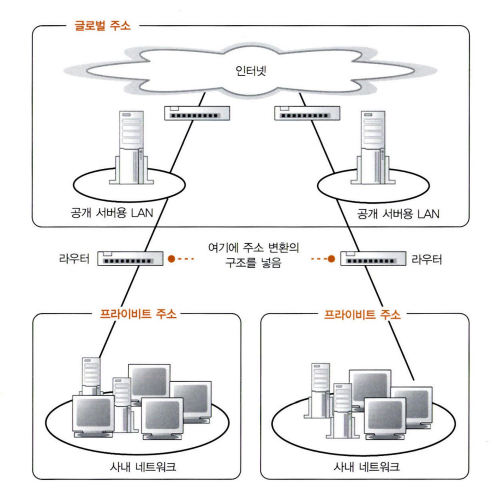 글로벌 주소
인터넷
공개 서버용 LAN
공개 서버용 LAN
라우터
여기에 주소 변환의
구조를 넣음
라우터
프라이비트 주소
프라이비트 주소
사내 네트워크
사내 네트워크